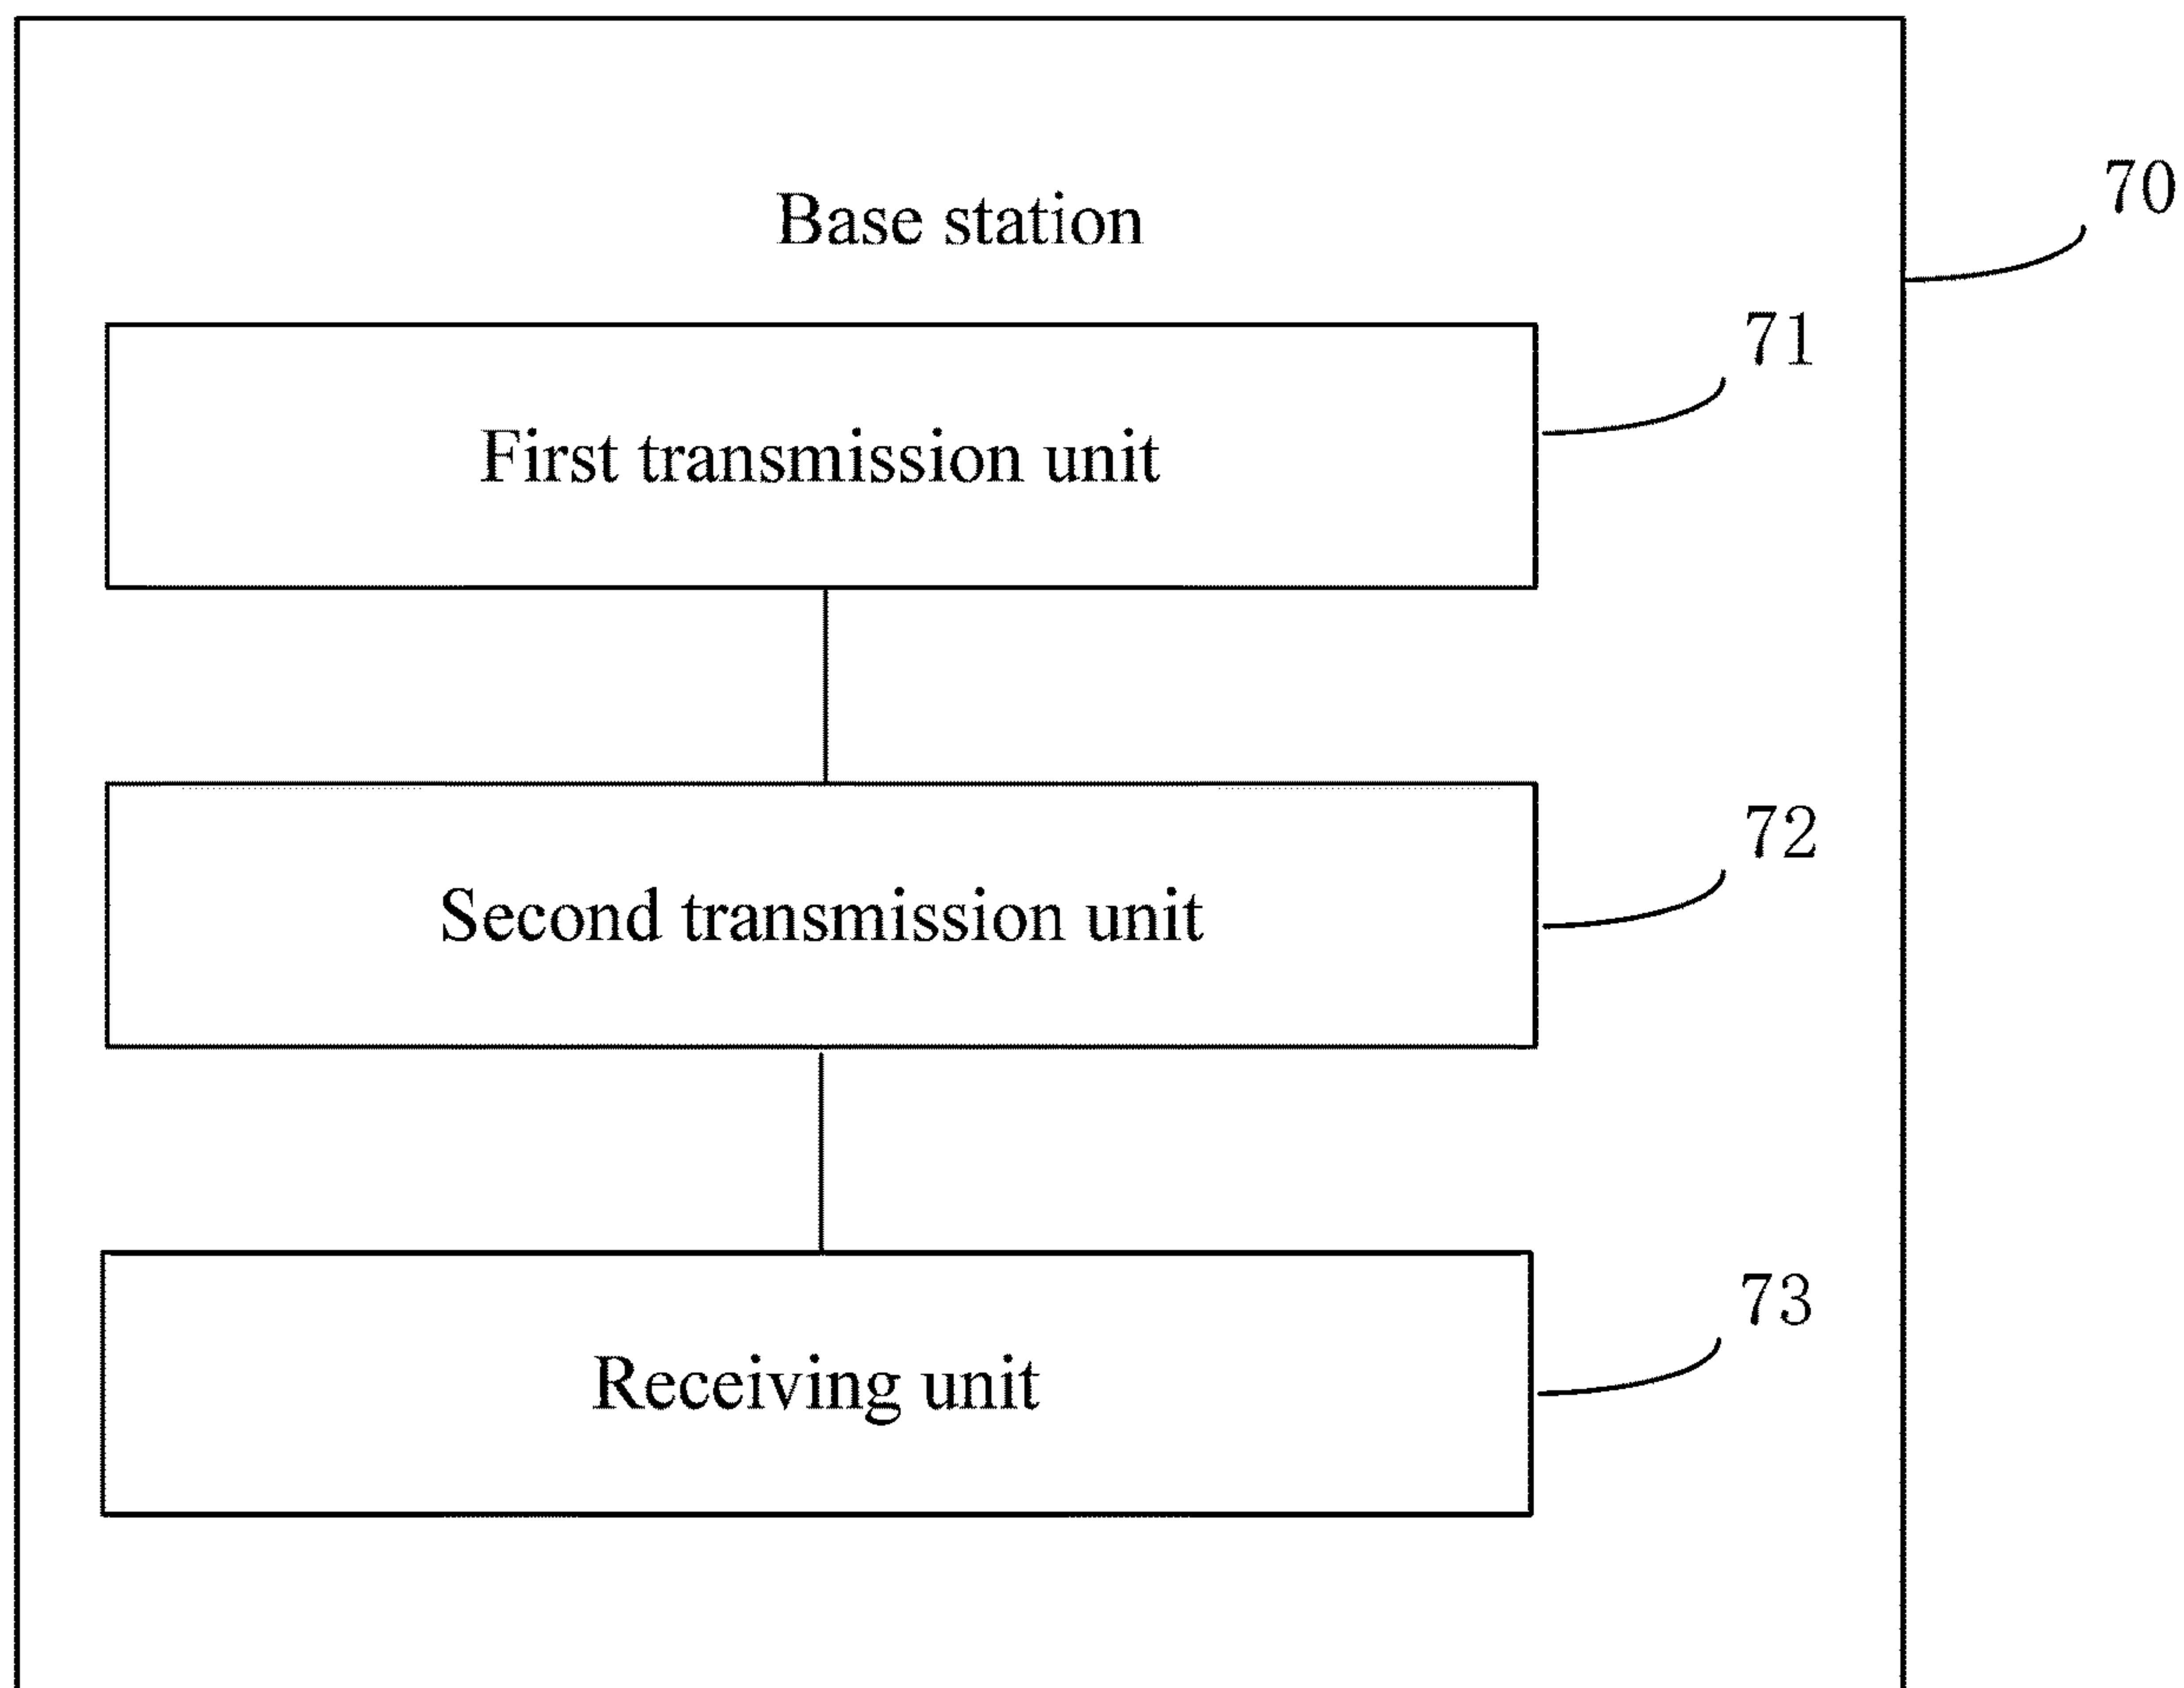 70
Base station
71
First transmission unit
72
Second transmission unit
73
Receiving unit